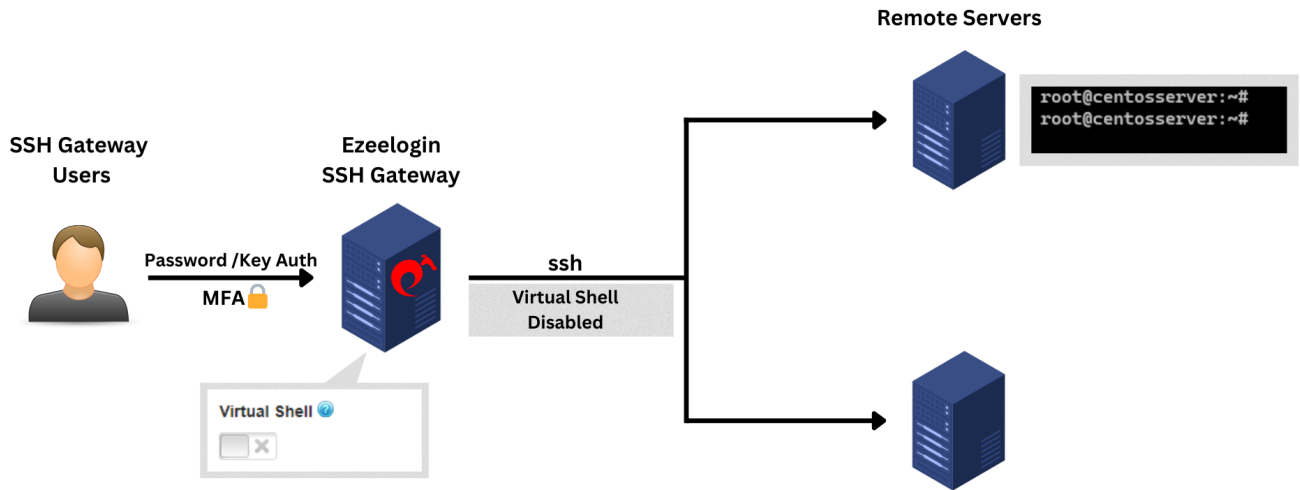 Remote Servers
root@centosserver:~#
root@centosserver:~#
SSH Gateway
Users
Ezeelogin
SSH Gateway
Password /Key Auth
MFA
ssh
Virtual Shell
Disabled
Virtual Shell ?